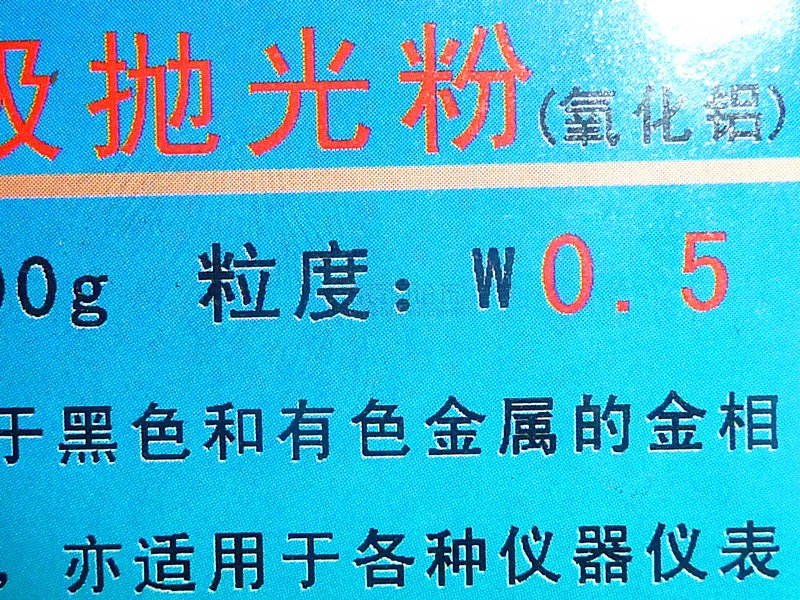 级抛光粉(氧化铝)
00g 粒度：W0.5
于黑色和有色金属的金相
，亦适用于各种仪器仪表